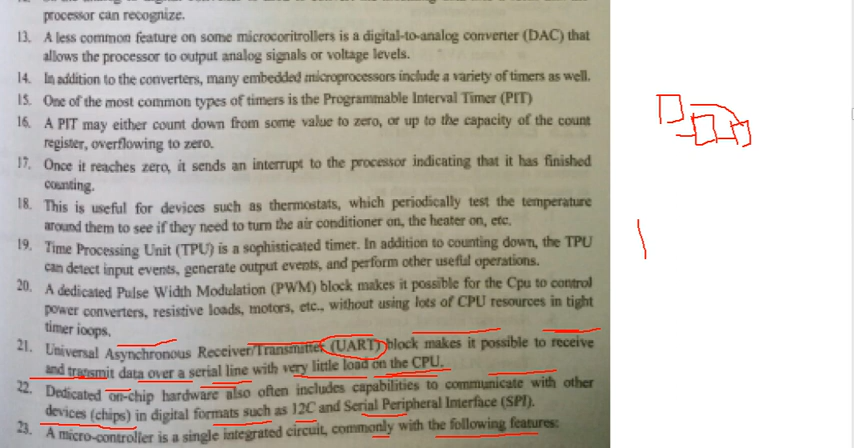 processor can recognize.
13. A less common feature on some microcoritrollers is a digital-to-analog converter (DAC) that
allows the processor to output analog signals or voltage levels.
14. In addition to the converters, many embedded microprocessors include a variety of timers as well.
15. One of the most common types of timers is the Programmable Interval Timer (PIT)
16. A PIT may either count down from some value to zero, or up to the capacity of the count
register, overflowing to zero.
17. Once it reaches zero, it sends an interrupt to the processor indicating that it has finished
counting.
18. This is useful for devices such as thermostats, which periodically test the temperature
around them to see if they need to turn the air conditioner on, the heater on, etc.
19. Time Processing Unit (TPU) is a sophisticated timer. In addition to counting down, the TPU
can detect input events, generate output events, and perform other useful operations.
20. A dedicated Pulse Width Modulation (PWM) block makes it possible for the Cpu to control
power converters, resistive loads, motors, etc., without using lots of CPU resources in tight
timer ioops.
21. Universal Asynchronous Receiver/Transmitter (UART) block makes it possible to receive
and transmit data over a serial line with very little load on the CPU.
22. Dedicated on-chip hardware also often includes capabilities to communicate with other
devices (chips) in digital formats such as 12C and Serial Peripheral Interface (SPI).
23. A micro-controller is a single integrated circuit, commonly with the following features: